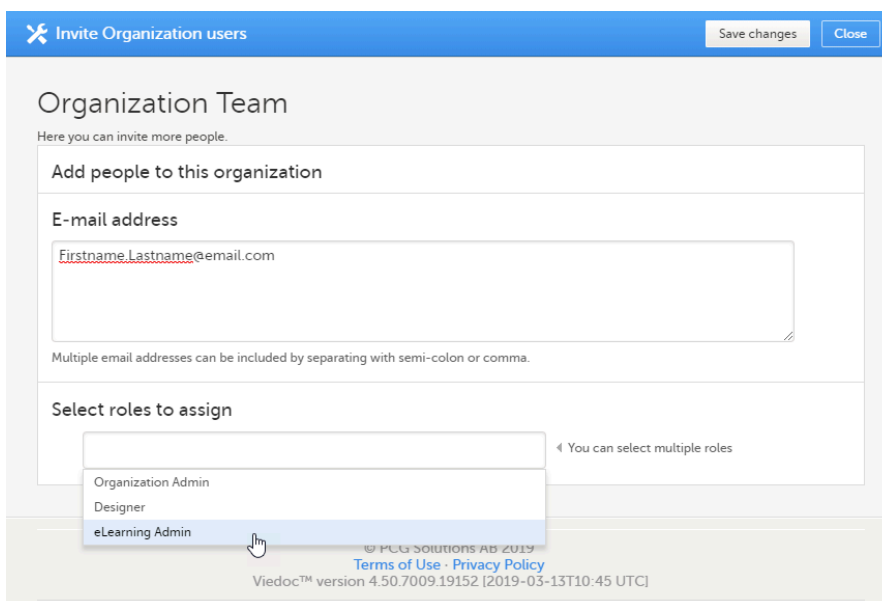 Invite Organization users
Save changes
Close
Organization Team
Here you can invite more people.
Add people to this organization
E-mail address
Firstname.Lastname@email.com
Multiple email addresses can be included by separating with semi-colon or comma.
Select roles to assign
You can select multiple roles
Organization Admin
Designer
eLearning Admin
© PCG Solutions AB 2019
Terms of Use · Privacy Policy
Viedoc™ version 4.50.7009.19152 [2019-03-13T10:45 UTC]